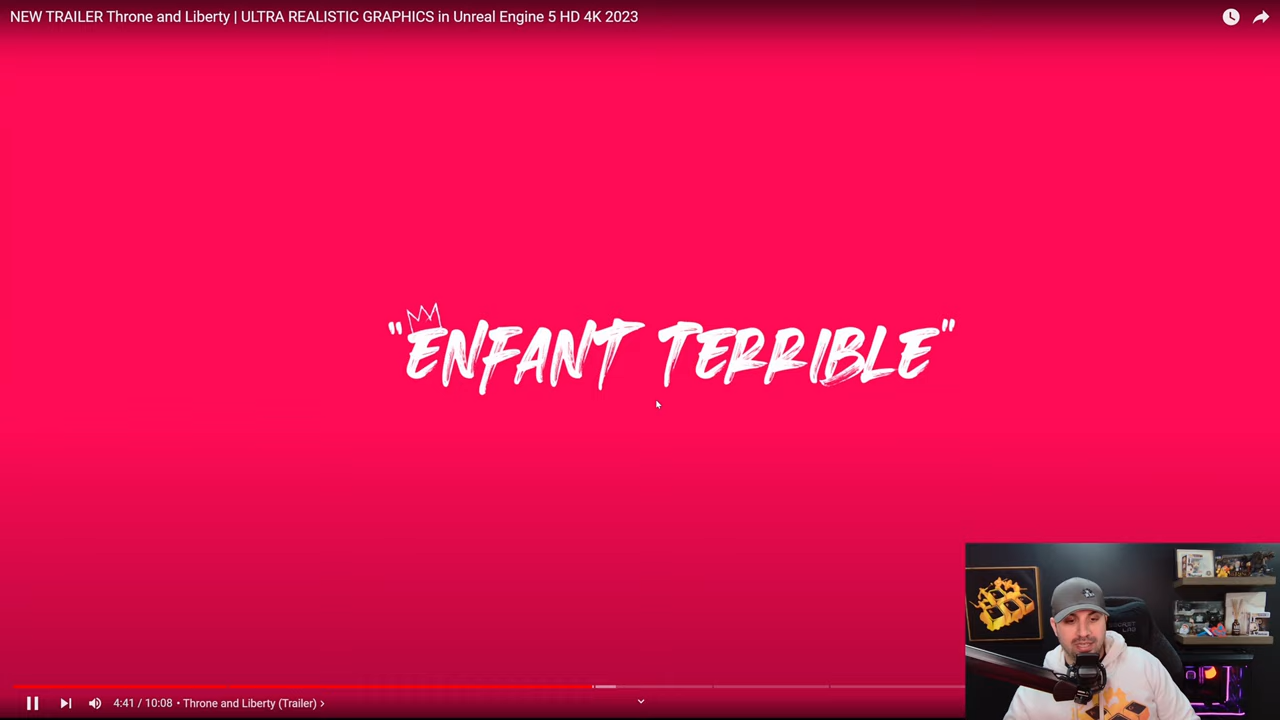 NEW TRAILER Throne and Liberty | ULTRA REALISTIC GRAPHICS in Unreal Engine 5 HD 4K 2023
"ENFANT TERRIBLE"
4:41 / 10:08 • Throne and Liberty (Trailer) >